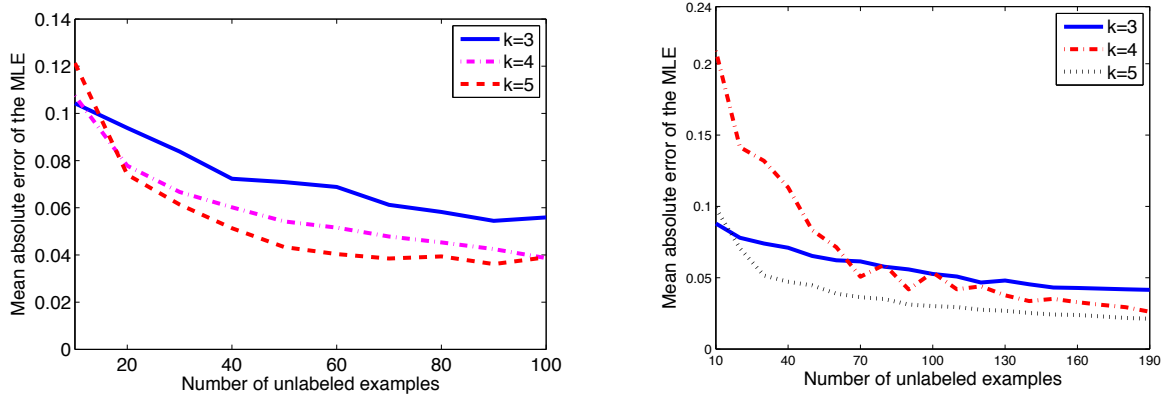 Mean absolute error of the MLE
0.14
0.12
0.1
0.08
0.06
0.04
0.02
0
20
40
60
80
100
Number of unlabeled examples
k=3
k=4
k=5
Mean absolute error of the MLE
0.24
0.2
0.15
0.1
0.05
0
10
40
70
100
130
160
190
Number of unlabeled examples
k=3
k=4
k=5